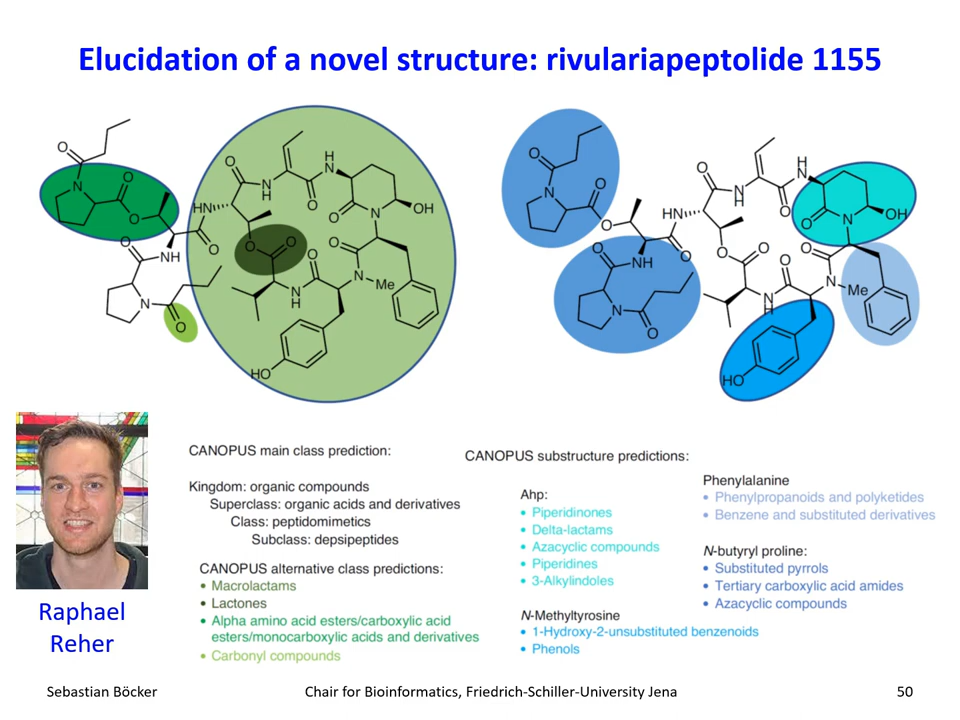 Elucidation of a novel structure: rivulariapeptolide 1155
O
N
O
O
O
NH
N
O
O
HN
O
NH
O
H
N
O
N
OH
O
O
O
N
Me
O
N
H
HO
O
N
O
O
O
NH
N
O
O
HN
O
N
H
O
H
N
O
N
OH
O
O
O
N
Me
O
N
H
HO
CANOPUS main class prediction:
Kingdom: organic compounds
Superclass: organic acids and derivatives
Class: peptidomimetics
Subclass: depsipeptides
CANOPUS alternative class predictions:
• Macrolactams
• Lactones
• Alpha amino acid esters/carboxylic acid
esters/monocarboxylic acids and derivatives
• Carbonyl compounds
CANOPUS substructure predictions:
Ahp:
• Piperidinones
• Delta-lactams
• Azacyclic compounds
• Piperidines
• 3-Alkylindoles
N-Methyltyrosine
• 1-Hydroxy-2-unsubstituted benzenoids
• Phenols
Phenylalanine
• Phenylpropanoids and polyketides
• Benzene and substituted derivatives
N-butyryl proline:
• Substituted pyrrols
• Tertiary carboxylic acid amides
• Azacyclic compounds
Raphael
Reher
Sebastian Böcker
Chair for Bioinformatics, Friedrich-Schiller-University Jena
50